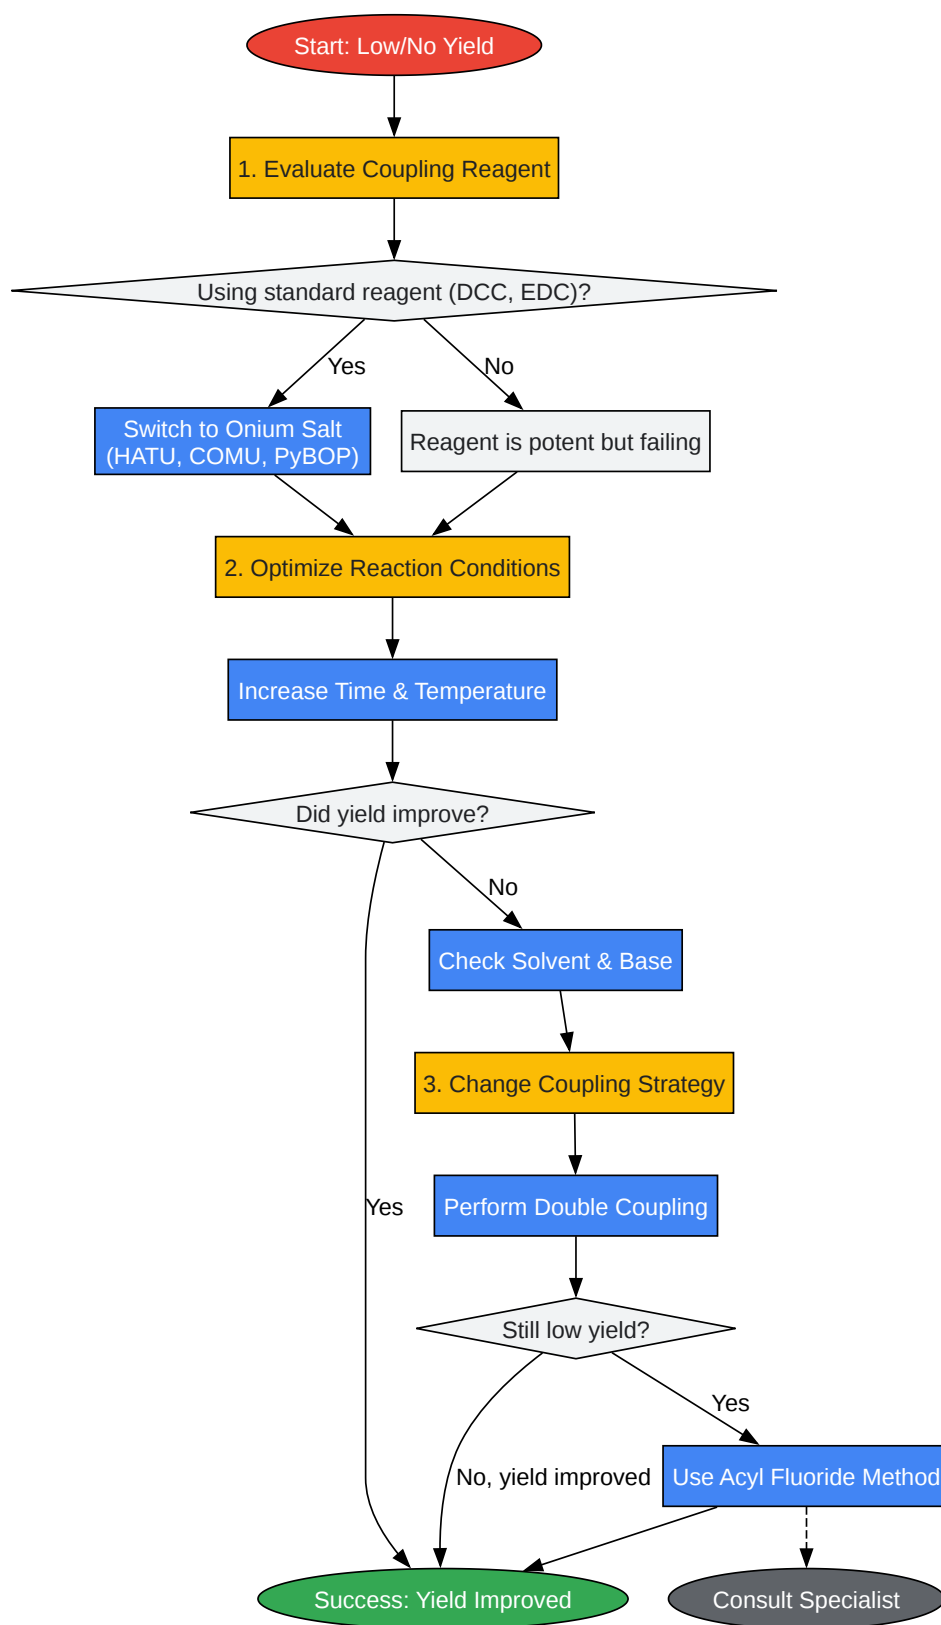 Start: Low/No Yield
1. Evaluate Coupling Reagent
Using standard reagent (DCC, EDC)?
Yes
No
Switch to Onium Salt
(HATU, COMU, PyBOP)
Reagent is potent but failing
2. Optimize Reaction Conditions
Increase Time & Temperature
Did yield improve?
No
Check Solvent & Base
3. Change Coupling Strategy
Yes
Perform Double Coupling
Still low yield?
Yes
No, yield improved
Use Acyl Fluoride Method
Success: Yield Improved
Consult Specialist